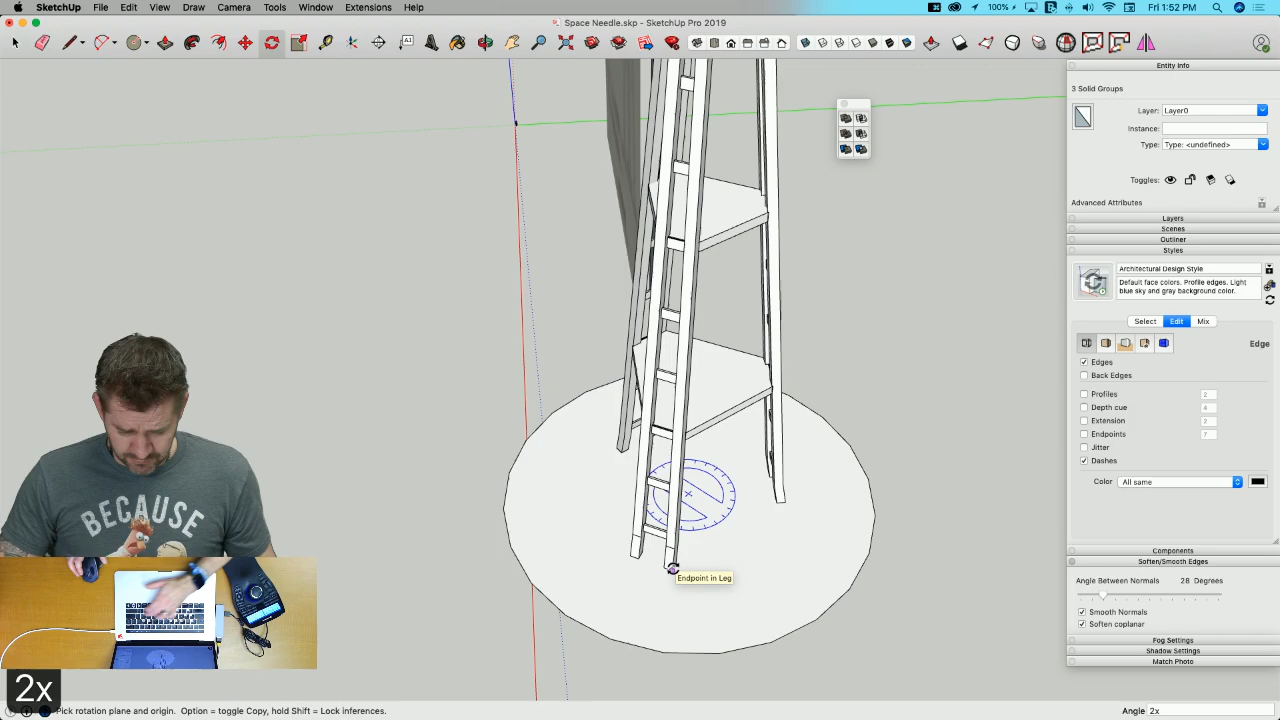 SketchUp File Edit View Draw Camera Tools Window Extensions Help
100% Fri 1:52 PM
Space Needle.skp - SketchUp Pro 2019
Entity Info
3 Solid Groups
Layer: Layer0
Instance:
Type: Type: <undefined>
Toggles:
Advanced Attributes
Layers
Scenes
Outliner
Styles
Architectural Design Style
Default face colors. Profile edges. Light
blue sky and gray background color.
Select Edit Mix
Edge
Edges
Back Edges
Profiles 2
Depth cue 4
Extension 2
Endpoints 7
Jitter
Dashes
Color All same
Components
Soften/Smooth Edges
Angle Between Normals 28 Degrees
Smooth Normals
Soften coplanar
Fog Settings
Shadow Settings
Match Photo
Endpoint in Leg
BECAUSE
2x
Pick rotation plane and origin. Option = toggle Copy, hold Shift = Lock inferences.
Angle 2x